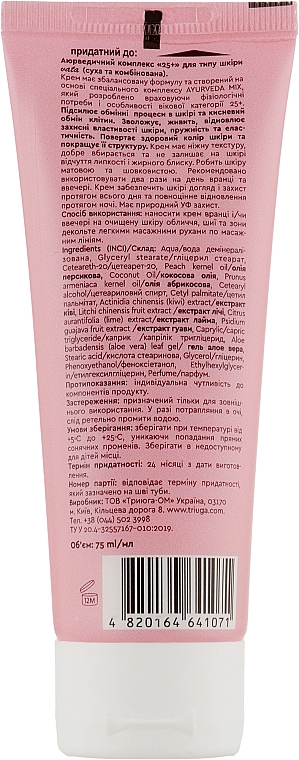 придатний до:
Аюрведичний комплекс «25+» для типу шкіри
vata (суха та комбінована).
Крем має збалансовану формулу та створений на
основі спеціального комплексу AYURVEDA MIX,
який розроблено враховуючи фізіологічні
потреби і особливості вікової категорії 25+.
Підсилює обмінні процеси в шкірі та кисневий
обмін клітин. Зволожує, живить, відновлює
захисні властивості шкіри, пружність та елас-
тичність. Повертає здоровий колір шкіри та
покращує її структуру. Крем має ніжну текстуру,
добре вбирається та не залишає на шкірі
відчуття липкості і жирного блиску. Робить шкіру
матовою та шовковистою. Рекомендовано
використовувати два рази на день вранці та
ввечері. Крем забезпечить шкірі догляд і захист
протягом всього дня та повноцінне відновлення
протягом ночі. Має природний УФ захист.
Спосіб використання: наносити крем вранці і/чи
ввечері на очищену шкіру обличчя, шиї та зони
декольте легкими масажними рухами по масаж-
ним лініям.
Ingredients (INCI)/Склад: Aqua/вода демінералі-
зована, Glyceryl stearate/гліцерил стеарат,
Ceteareth-20/цетеарет-20, Peach kernel oil/олія
персикова, Coconut Oil/кокосова олія, Prunus
armeniaca kernel oil/олія абрикосова, Cetearyl
alcohol/цетеариловий спирт, Cetyl palmitate/цетил
пальмітат, Actinidia chinensis (kiwi) extract/екстракт
ківі, Litchi chinensis fruit extract/екстракт лічі, Citrus
aurantifolia (lime) extract/екстракт лайма, Psidium
guajava fruit extract/екстракт гуави, Caprylic/capric
triglyceride/каприк/каприлік тригліцерид, Aloe
barbadensis (aloe vera) leaf gel/ гель алое вера,
Stearic acid/кислота стеаринова, Glycerol/гліцерин,
Phenoxyethanol/феноксіетанол, Ethylhexylglyce-
rin/етилгексилгліцерин, Perfume/парфум.
Протипоказання: індивідуальна чутливість до
компонентів продукту.
Застереження: призначений тільки для зовніш-
нього використання. У разі потрапляння в очі,
слід ретельно промити водою.
Умови зберігання: зберігати при температурі від
+5°C до +25°C, уникаючи попадання прямих
сонячних променів. Зберігати в недоступному
для дітей місці.
Термін придатності: 24 місяці з дати виготов-
лення.
Номер партії: відповідає терміну придатності,
який зазначено на шві туби.
Виробник: ТОВ «Триюга-ОМ» Україна, 03170
м. Київ, Кільцева дорога 8. www.triuga.com.
Тел. +38 (044) 502 3998
ТУ У 20.4-32557167-010:2019.
Об'єм: 75 ml/мл
12M
4 820164 641071